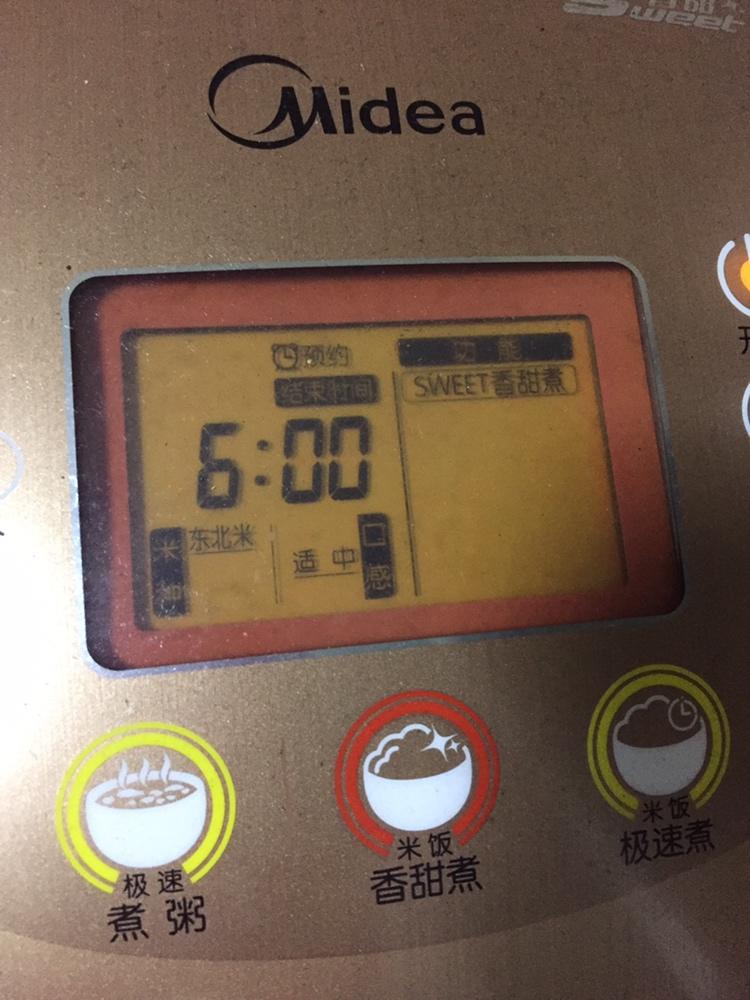 Sweet
Midea
预约
结束时间
6:00
功能
SWEET香甜煮
米
东北米
适中
口感
极速
煮粥
米饭
香甜煮
米饭
极速煮